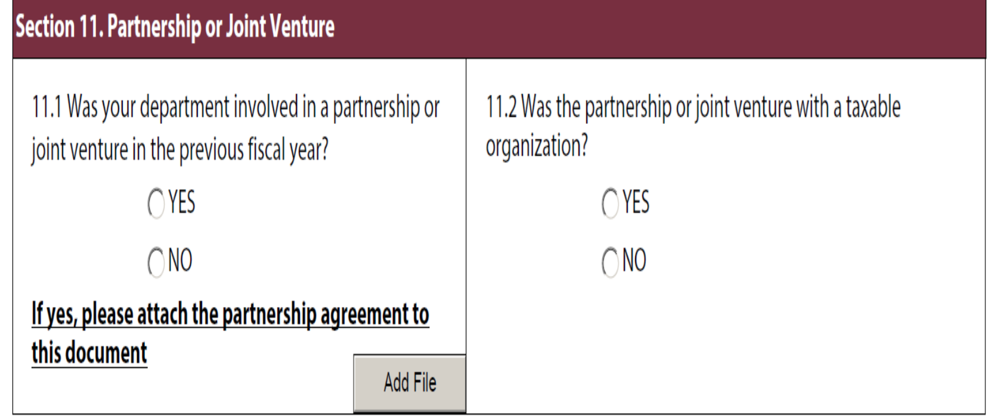 Section 11. Partnership or Joint Venture
11.1 Was your department involved in a partnership or
joint venture in the previous fiscal year?
YES
NO
If yes, please attach the partnership agreement to
this document
Add File
11.2 Was the partnership or joint venture with a taxable
organization?
YES
NO